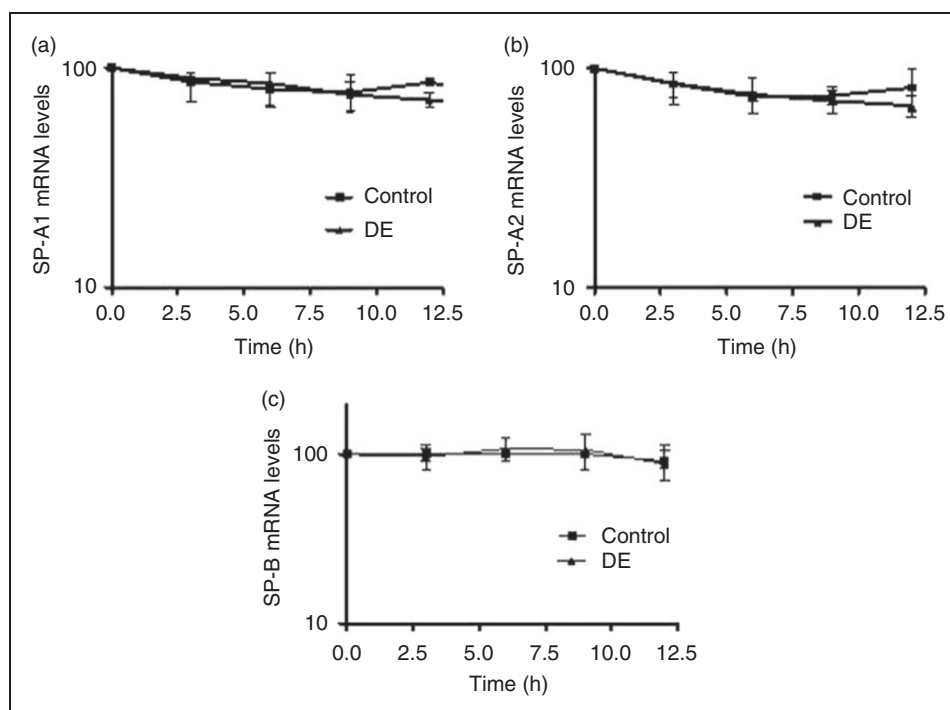 (a)
100
10
SP-A1 mRNA levels
Control
DE
0.0 2.5 5.0 7.5 10.0 12.5
Time (h)
(b)
100
10
SP-A2 mRNA levels
Control
DE
0.0 2.5 5.0 7.5 10.0 12.5
Time (h)
(c)
100
10
SP-B mRNA levels
Control
DE
0.0 2.5 5.0 7.5 10.0 12.5
Time (h)